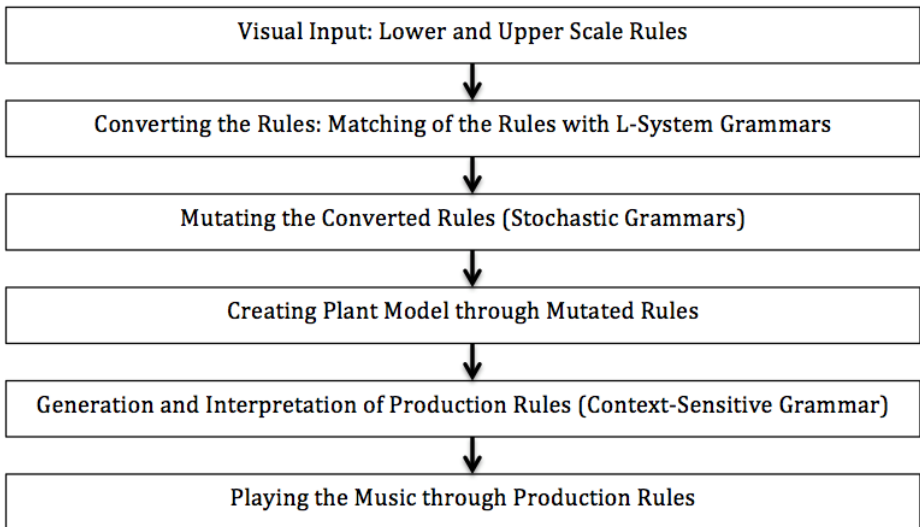 Visual Input: Lower and Upper Scale Rules
Converting the Rules: Matching of the Rules with L-System Grammars
Mutating the Converted Rules (Stochastic Grammars)
Creating Plant Model through Mutated Rules
Generation and Interpretation of Production Rules (Context-Sensitive Grammar)
Playing the Music through Production Rules